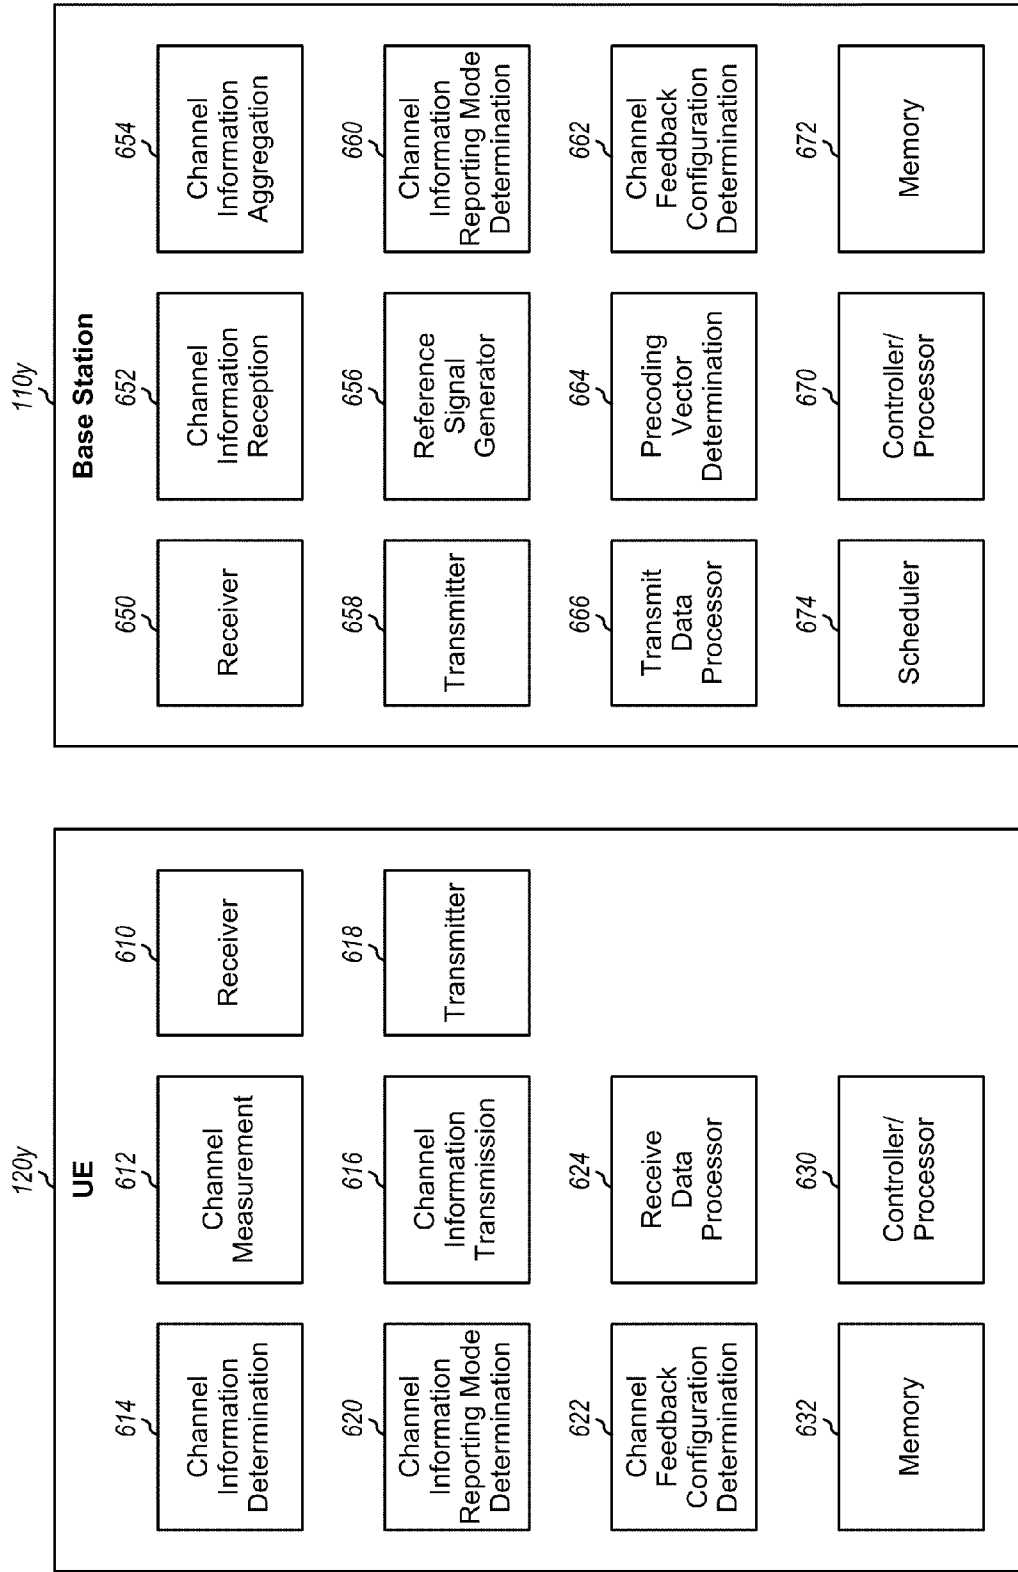 120y
UE
614
Channel
Information
Determination
612
Channel
Measurement
610
Receiver
620
Channel
Information
Reporting Mode
Determination
616
Channel
Information
Transmission
618
Transmitter
622
Channel
Feedback
Configuration
Determination
624
Receive
Data
Processor
632
Memory
630
Controller/
Processor
110y
Base Station
650
Receiver
652
Channel
Information
Reception
654
Channel
Information
Aggregation
658
Transmitter
656
Reference
Signal
Generator
660
Channel
Information
Reporting Mode
Determination
666
Transmit
Data
Processor
664
Precoding
Vector
Determination
662
Channel
Feedback
Configuration
Determination
674
Scheduler
670
Controller/
Processor
672
Memory